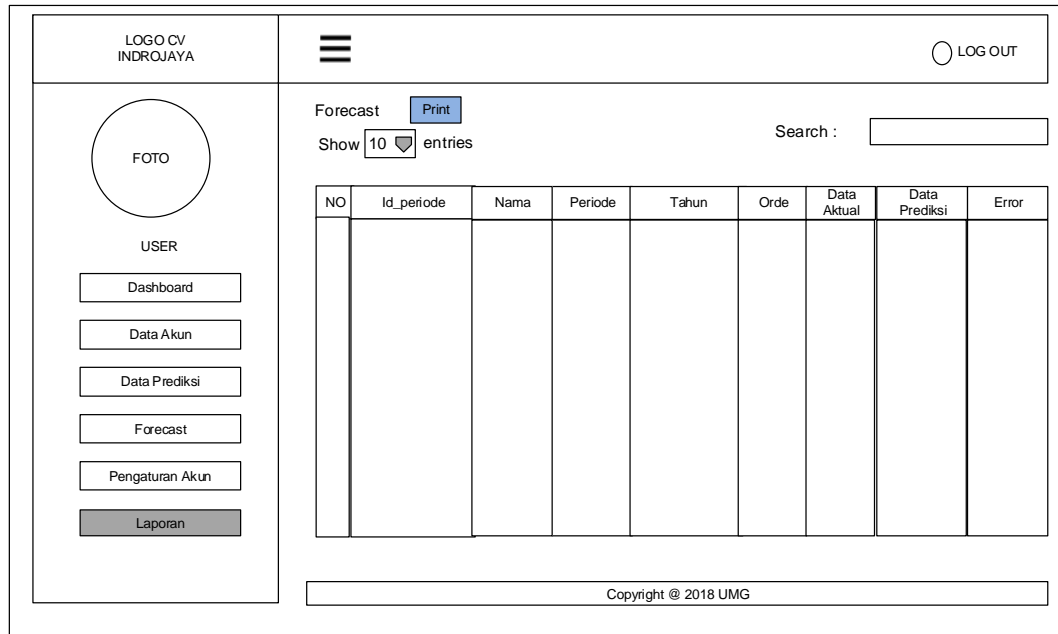 LOGO CV
INDROJAYA
LOG OUT
FOTO
USER
Dashboard
Data Akun
Data Prediksi
Forecast
Pengaturan Akun
Laporan
Forecast Print
Show 10 entries
Search :
NO Id_periode Nama Periode Tahun Orde Data Aktual Data Prediksi Error
Copyright @ 2018 UMG